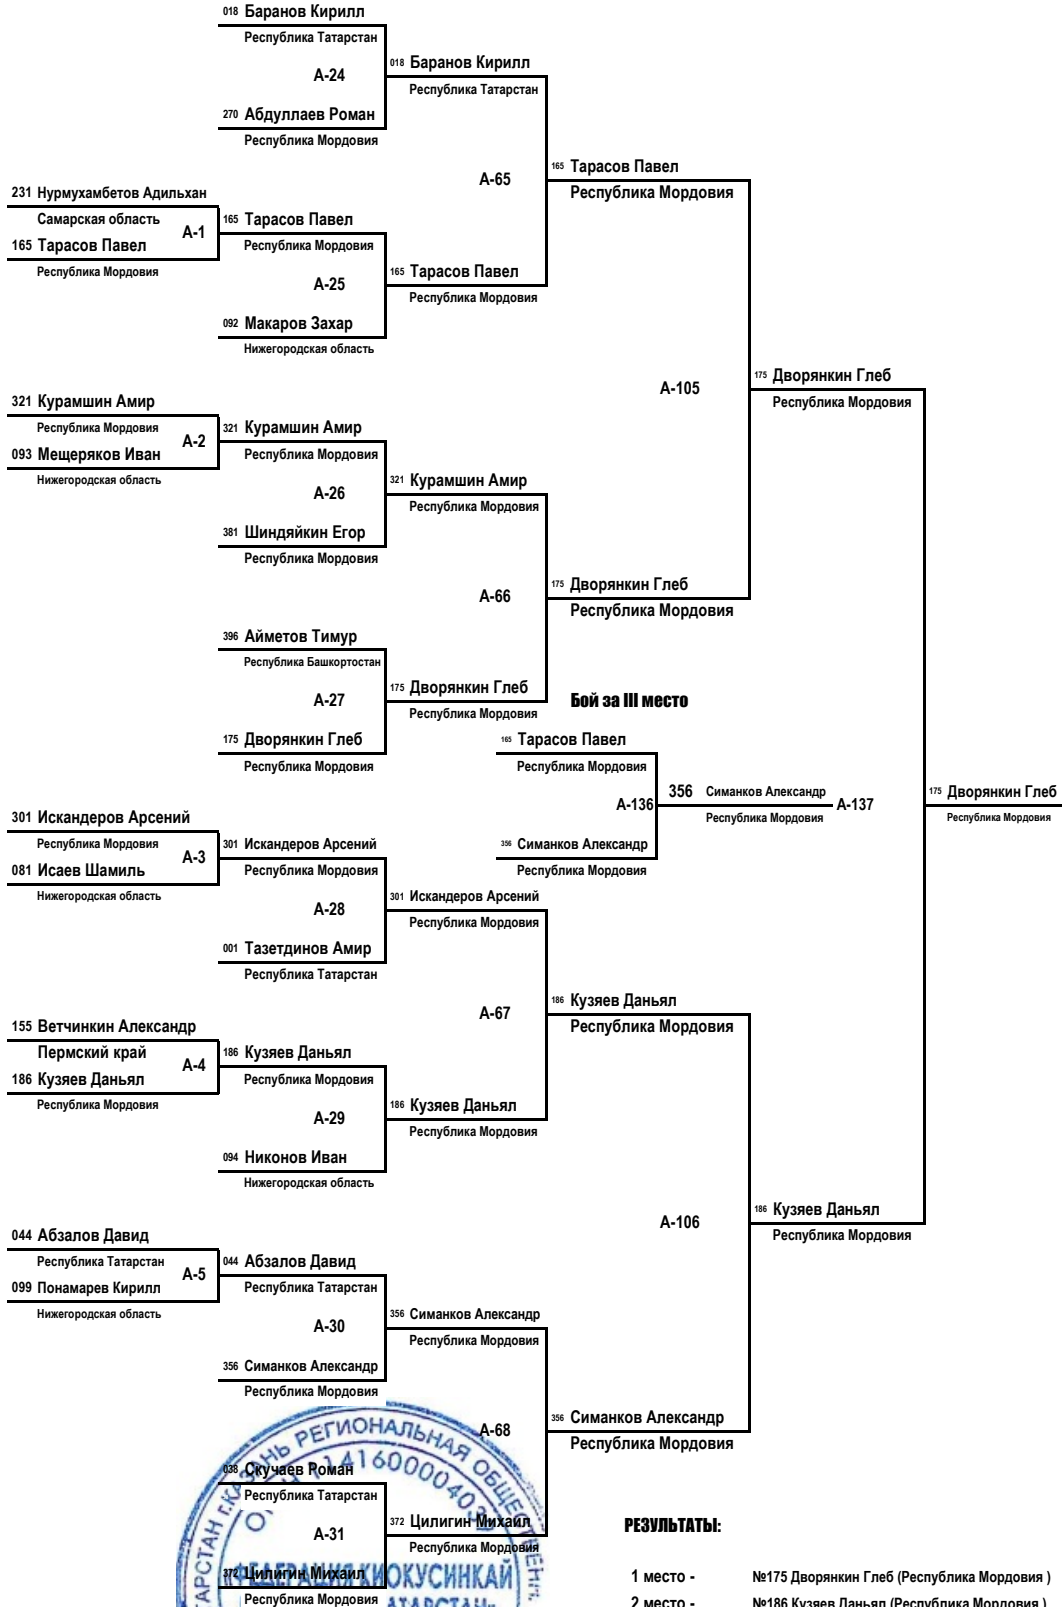 018 Баранов Кирилл
Республика Татарстан
А-24
018 Баранов Кирилл
Республика Татарстан
270 Абдуллаев Роман
Республика Мордовия
А-65
165 Тарасов Павел
Республика Мордовия
231 Нурмухамбетов Адильхан
Самарская область
А-1
165 Тарасов Павел
Республика Мордовия
165 Тарасов Павел
Республика Мордовия
А-25
165 Тарасов Павел
Республика Мордовия
092 Макаров Захар
Нижегородская область
А-105
175 Дворянкин Глеб
Республика Мордовия
321 Курамшин Амир
Республика Мордовия
А-2
093 Мещеряков Иван
Нижегородская область
321 Курамшин Амир
Республика Мордовия
А-26
321 Курамшин Амир
Республика Мордовия
381 Шиндяйкин Егор
Республика Мордовия
А-66
175 Дворянкин Глеб
Республика Мордовия
396 Айметов Тимур
Республика Башкортостан
А-27
175 Дворянкин Глеб
Республика Мордовия
175 Дворянкин Глеб
Республика Мордовия
Бой за III место
165 Тарасов Павел
Республика Мордовия
А-136
356 Симанков Александр
Республика Мордовия
А-137
356 Симанков Александр
Республика Мордовия
175 Дворянкин Глеб
Республика Мордовия
301 Искандеров Арсений
Республика Мордовия
А-3
081 Исаев Шамиль
Нижегородская область
301 Искандеров Арсений
Республика Мордовия
А-28
301 Искандеров Арсений
Республика Мордовия
001 Тазетдинов Амир
Республика Татарстан
А-67
186 Кузяев Даньял
Республика Мордовия
155 Ветчинкин Александр
Пермский край
А-4
186 Кузяев Даньял
Республика Мордовия
186 Кузяев Даньял
Республика Мордовия
А-29
186 Кузяев Даньял
Республика Мордовия
094 Никонов Иван
Нижегородская область
А-106
186 Кузяев Даньял
Республика Мордовия
044 Абзалов Давид
Республика Татарстан
А-5
099 Понамарев Кирилл
Нижегородская область
044 Абзалов Давид
Республика Татарстан
А-30
356 Симанков Александр
Республика Мордовия
356 Симанков Александр
Республика Мордовия
А-68
356 Симанков Александр
Республика Мордовия
038 Скучаев Роман
Республика Татарстан
А-31
372 Цилигин Михаил
Республика Мордовия
372 Цилигин Михаил
Республика Мордовия
РЕГИОНАЛЬНАЯ
КИОКУСИНКАЙ
РЕЗУЛЬТАТЫ:
1 место - №175 Дворянкин Глеб (Республика Мордовия )
2 место - №186 Кузяев Даньял (Республика Мордовия )